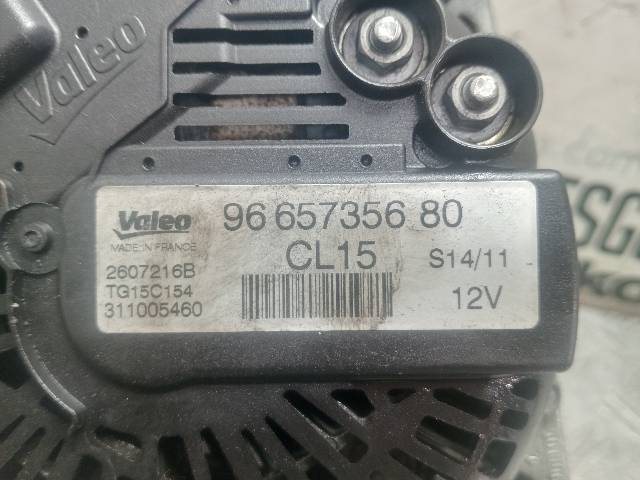 Valeo
Valeo 96 657356 80
MADE IN FRANCE CL15 S14/11
2607216B
TG15C154 12V
311005460